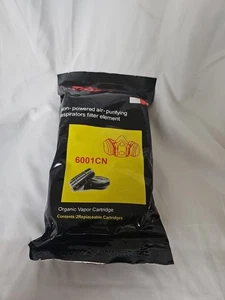 non-powered air-purifying
respirators filter element
6001CN
Organic Vapor Cartridge
Contents: 2Replaceable Cartridges